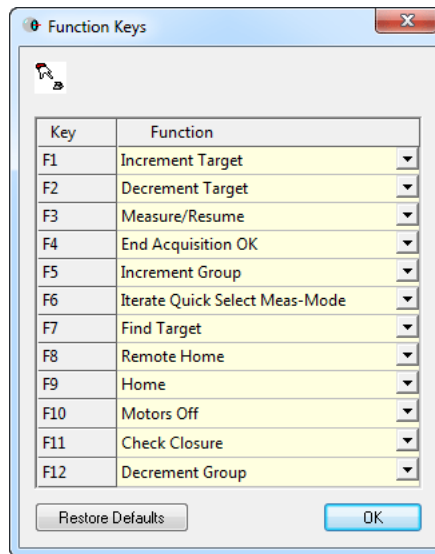 Function Keys
Key Function
F1 Increment Target
F2 Decrement Target
F3 Measure/Resume
F4 End Acquisition OK
F5 Increment Group
F6 Iterate Quick Select Meas-Mode
F7 Find Target
F8 Remote Home
F9 Home
F10 Motors Off
F11 Check Closure
F12 Decrement Group
Restore Defaults OK